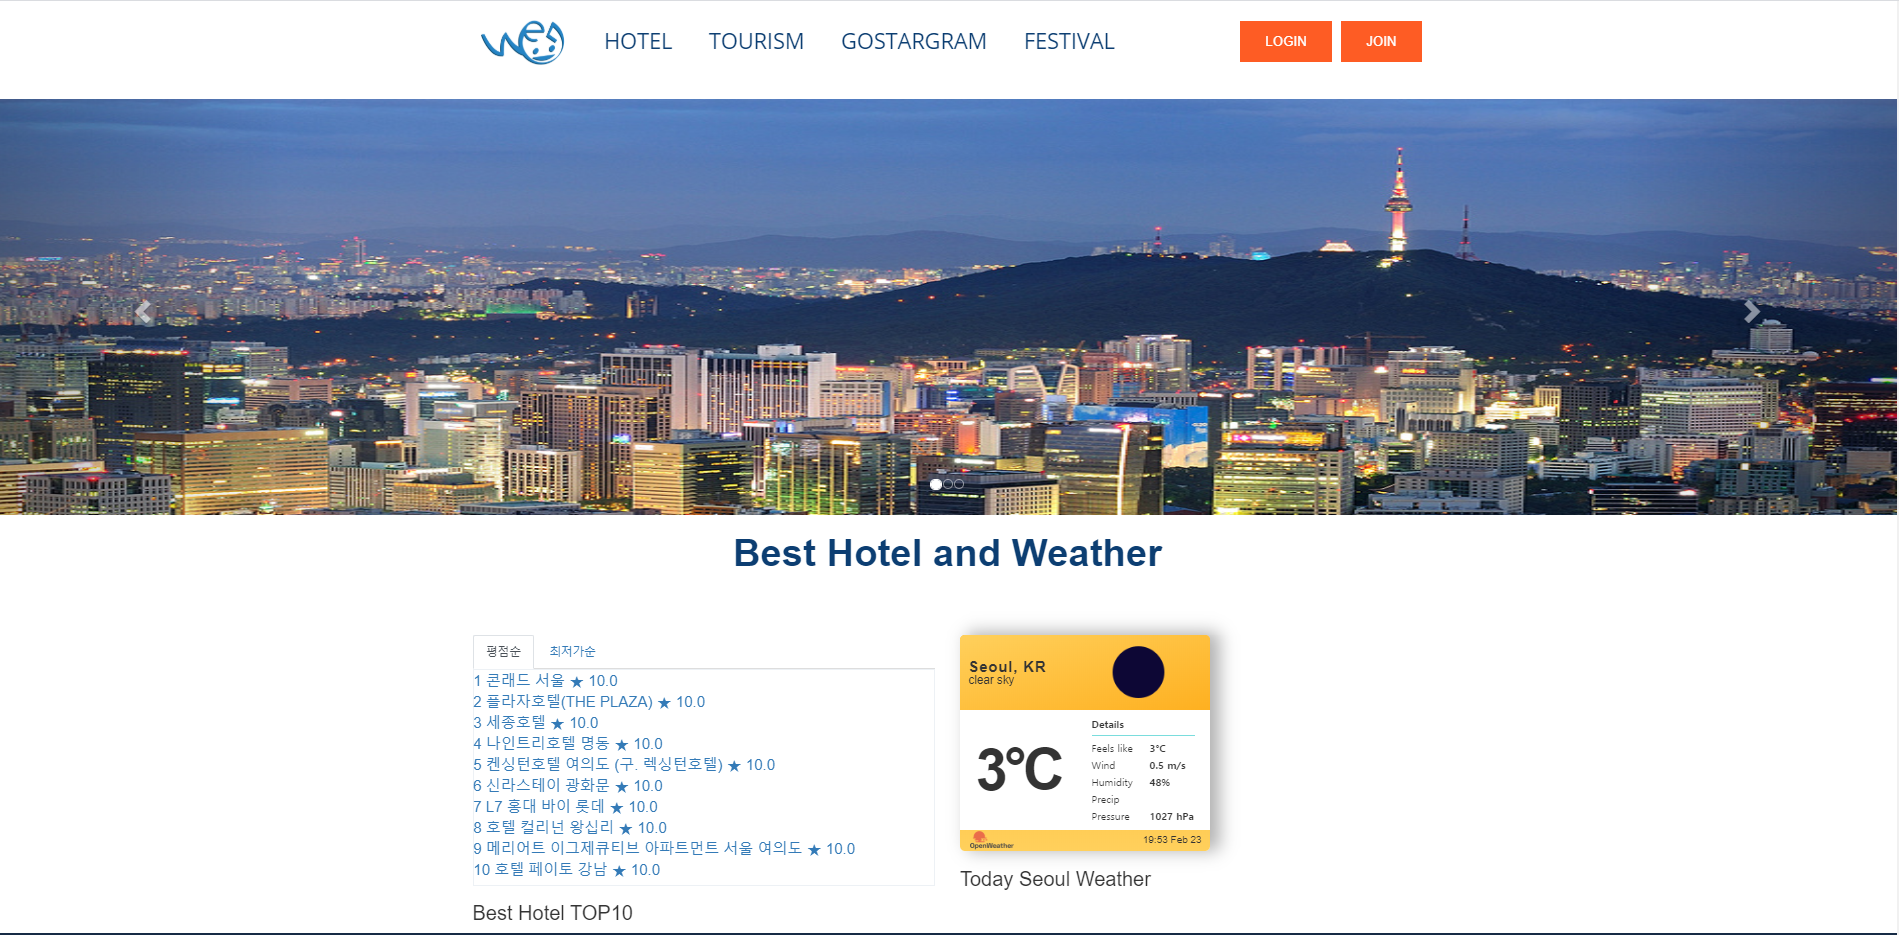 wes
HOTEL TOURISM GOSTARGRAM FESTIVAL LOGIN JOIN
Best Hotel and Weather
평점순 최저가순
1 콘래드 서울 ★ 10.0
2 플라자호텔(THE PLAZA) ★ 10.0
3 세종호텔 ★ 10.0
4 나인트리호텔 명동 ★ 10.0
5 켄싱턴호텔 여의도 (구. 렉싱턴호텔) ★ 10.0
6 신라스테이 광화문 ★ 10.0
7 L7 홍대 바이 롯데 ★ 10.0
8 호텔 컬리넌 왕십리 ★ 10.0
9 메리어트 이그제큐티브 아파트먼트 서울 여의도 ★ 10.0
10 호텔 페이토 강남 ★ 10.0
Best Hotel TOP10
Seoul, KR
clear sky
3°C
Details
Feels like 3°C
Wind 0.5 m/s
Humidity 48%
Precip
Pressure 1027 hPa
OpenWeather 19:53 Feb 23
Today Seoul Weather